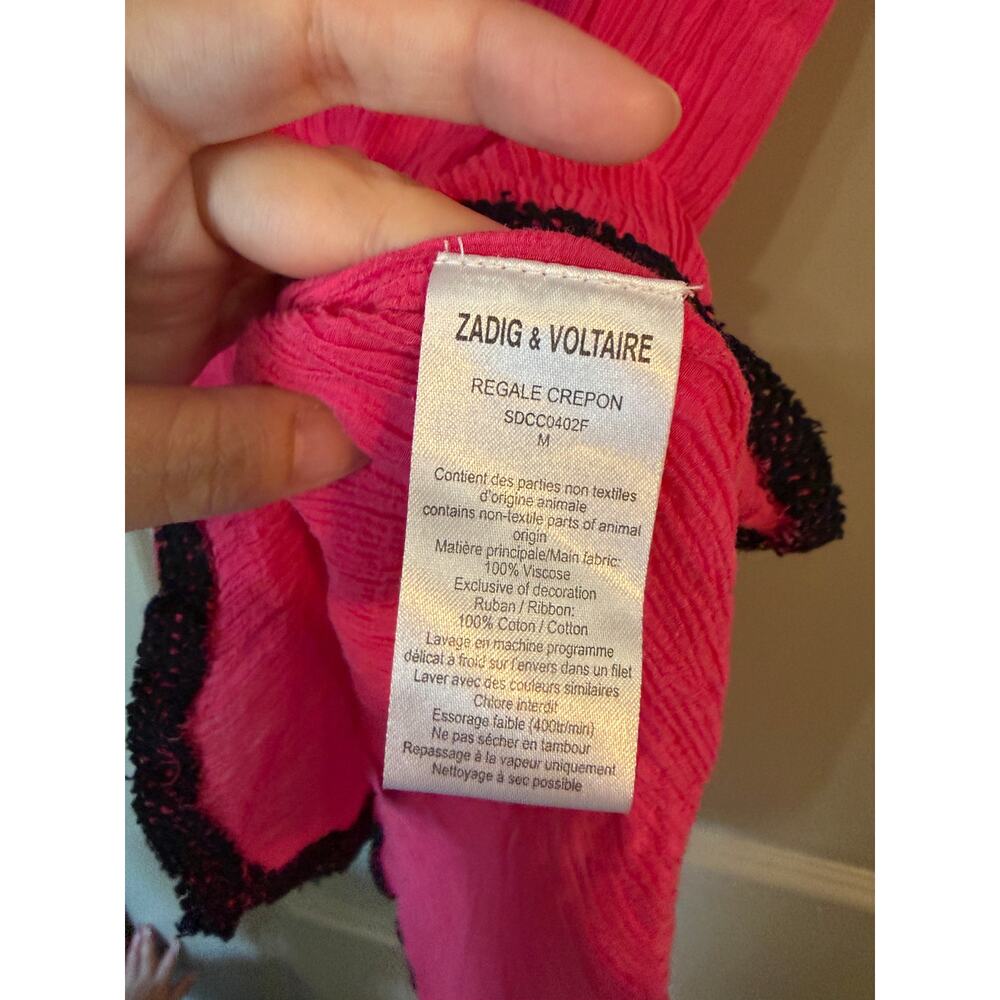 ZADIG & VOLTAIRE
REGALE CREPON
SDCC0402F
M
Contient des parties non textiles
d'origine animale
contains non-textile parts of animal
origin
Matière principale/Main fabric:
100% Viscose
Exclusive of decoration
Ruban / Ribbon:
100% Coton / Cotton
Lavage en machine programme
délicat à froid sur l'envers dans un filet
Laver avec des couleurs similaires
Chlore interdit
Essorage faible (400tr/min)
Ne pas sécher en tambour
Repassage à la vapeur uniquement
Nettoyage à sec possible